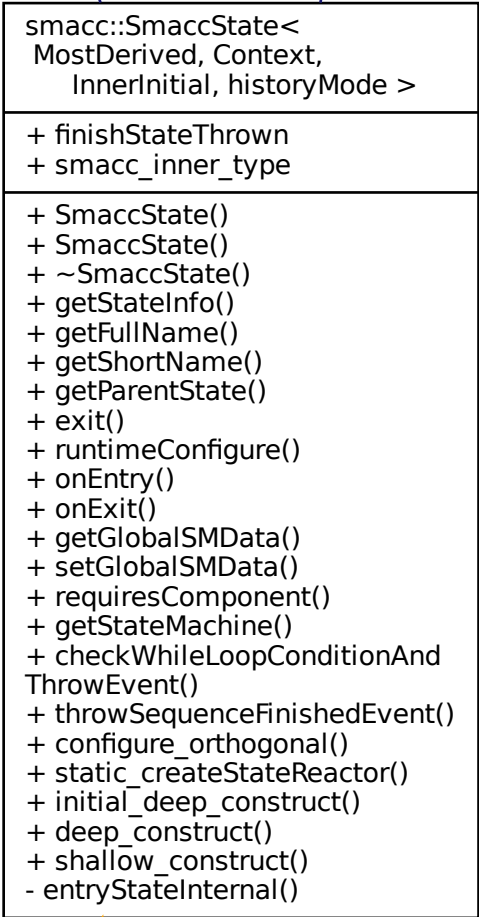 smacc::SmaccState<
MostDerived, Context,
InnerInitial, historyMode >
+ finishStateThrown
+ smacc_inner_type
+ SmaccState()
+ SmaccState()
+ ~SmaccState()
+ getStateInfo()
+ getFullName()
+ getShortName()
+ getParentState()
+ exit()
+ runtimeConfigure()
+ onEntry()
+ onExit()
+ getGlobalSMData()
+ setGlobalSMData()
+ requiresComponent()
+ getStateMachine()
+ checkWhileLoopConditionAnd
ThrowEvent()
+ throwSequenceFinishedEvent()
+ configure_orthogonal()
+ static_createStateReactor()
+ initial_deep_construct()
+ deep_construct()
+ shallow_construct()
- entryStateInternal()